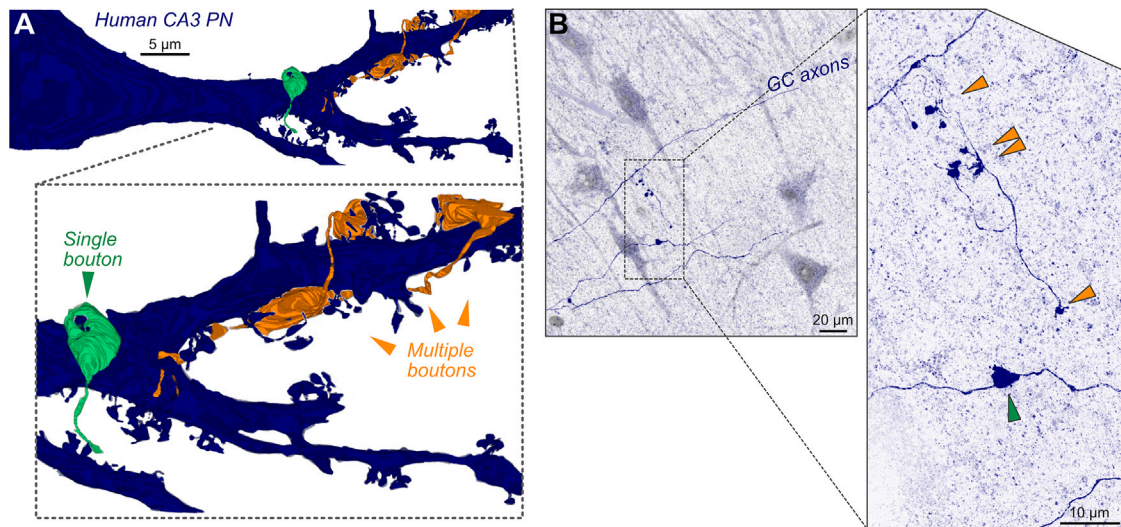 A
Human CA3 PN
5 µm
Single
bouton
Multiple
boutons
B
GC axons
20 µm
10 µm